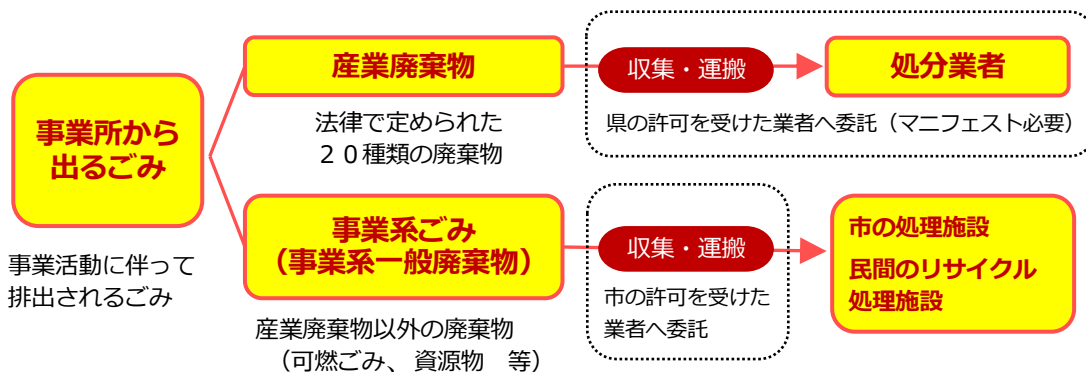 事業所から
出るごみ
事業活動に伴って
排出されるごみ
産業廃棄物
法律で定められた
２０種類の廃棄物
収集・運搬
処分業者
県の許可を受けた業者へ委託（マニフェスト必要）
事業系ごみ
（事業系一般廃棄物）
産業廃棄物以外の廃棄物
（可燃ごみ、資源物　等）
収集・運搬
市の許可を受けた
業者へ委託
市の処理施設
民間のリサイクル
処理施設